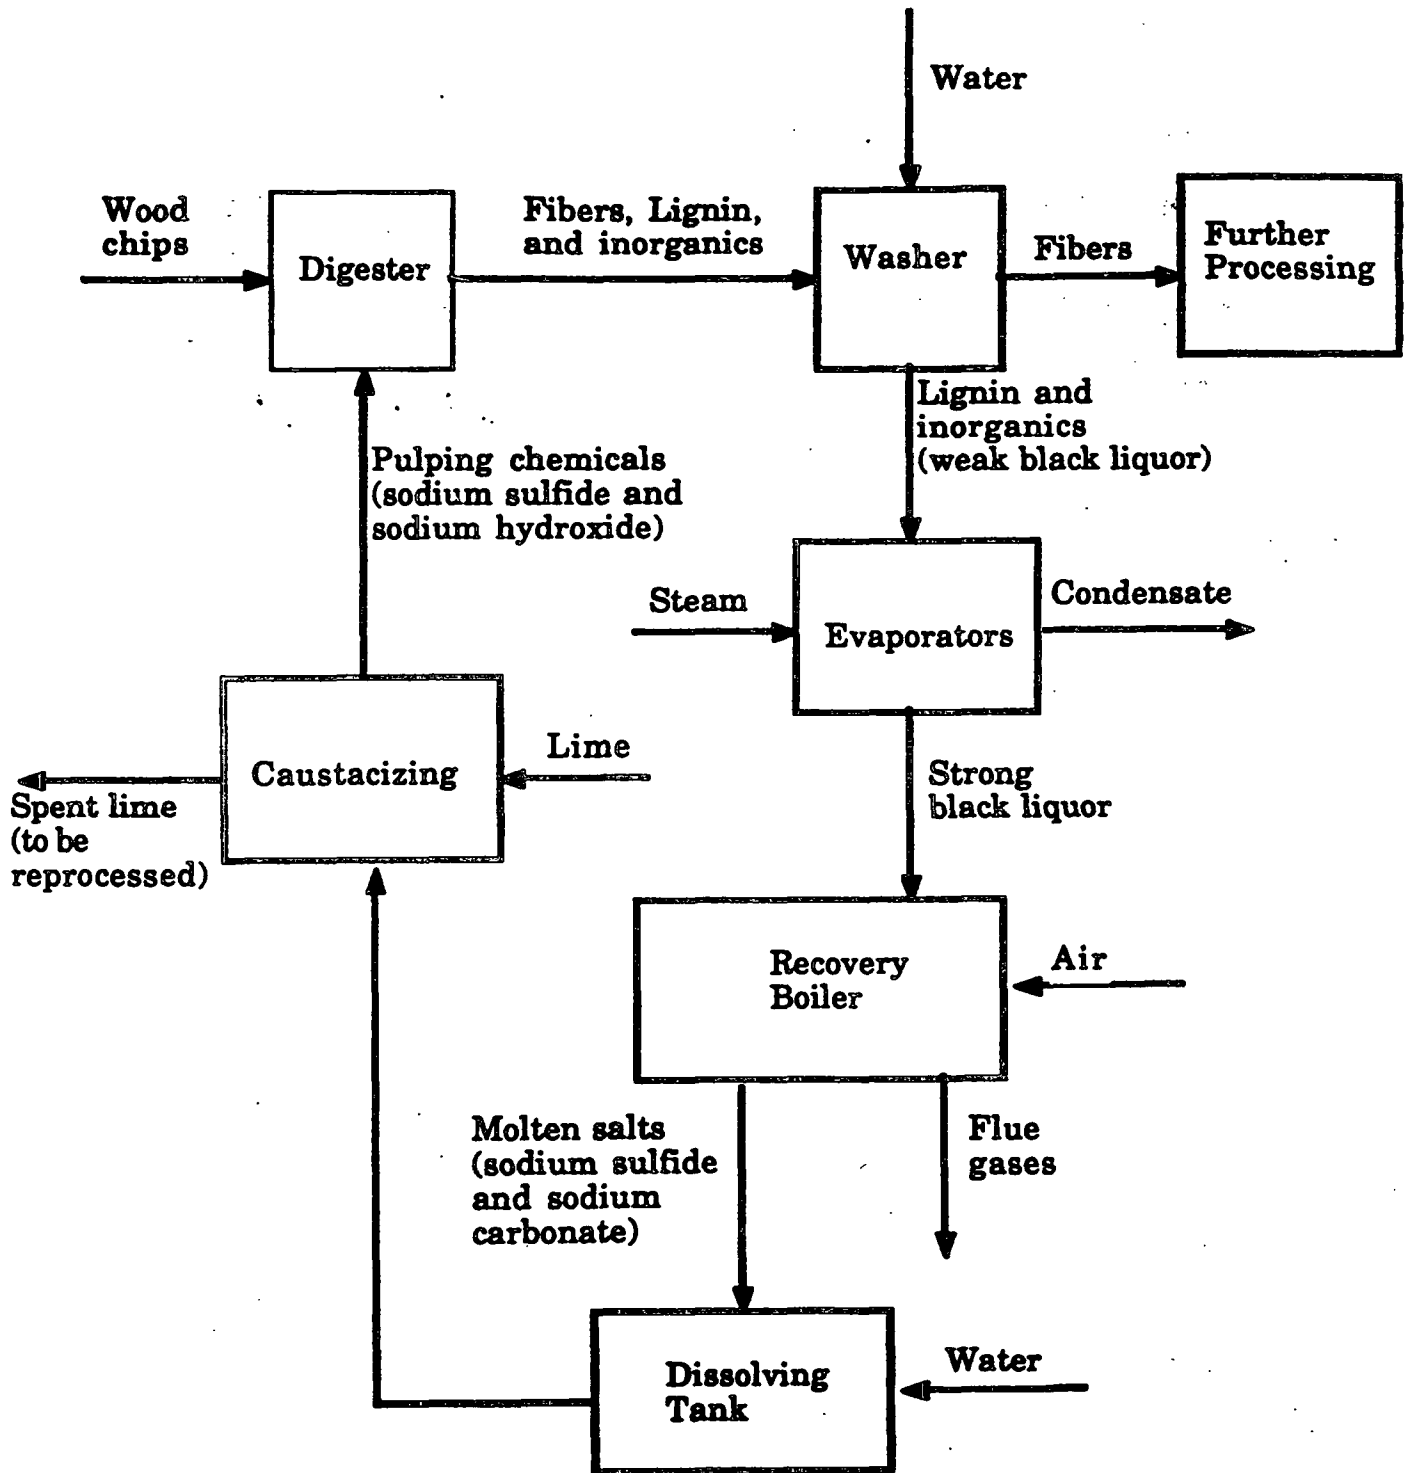 Water
Wood
chips
Digester
Fibers, Lignin,
and inorganics
Washer
Fibers
Further
Processing
Lignin and
inorganics
(weak black liquor)
Pulping chemicals
(sodium sulfide and
sodium hydroxide)
Steam
Evaporators
Condensate
Caustacizing
Lime
Spent lime
(to be
reprocessed)
Strong
black liquor
Recovery
Boiler
Air
Molten salts
(sodium sulfide
and sodium
carbonate)
Flue
gases
Dissolving
Tank
Water